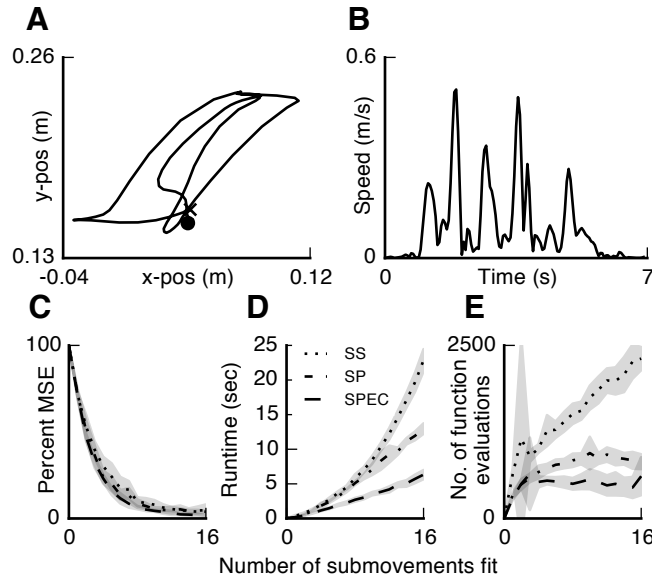 A
0.26
y-pos (m)
0.13
-0.04
x-pos (m)
0.12
B
0.6
Speed (m/s)
0
0
Time (s)
7
C
100
Percent MSE
0
0
16
D
25
20
15
10
5
0
Runtime (sec)
SS
SP
SPEC
0
16
E
2500
No. of function
evaluations
0
0
16
Number of submovements fit